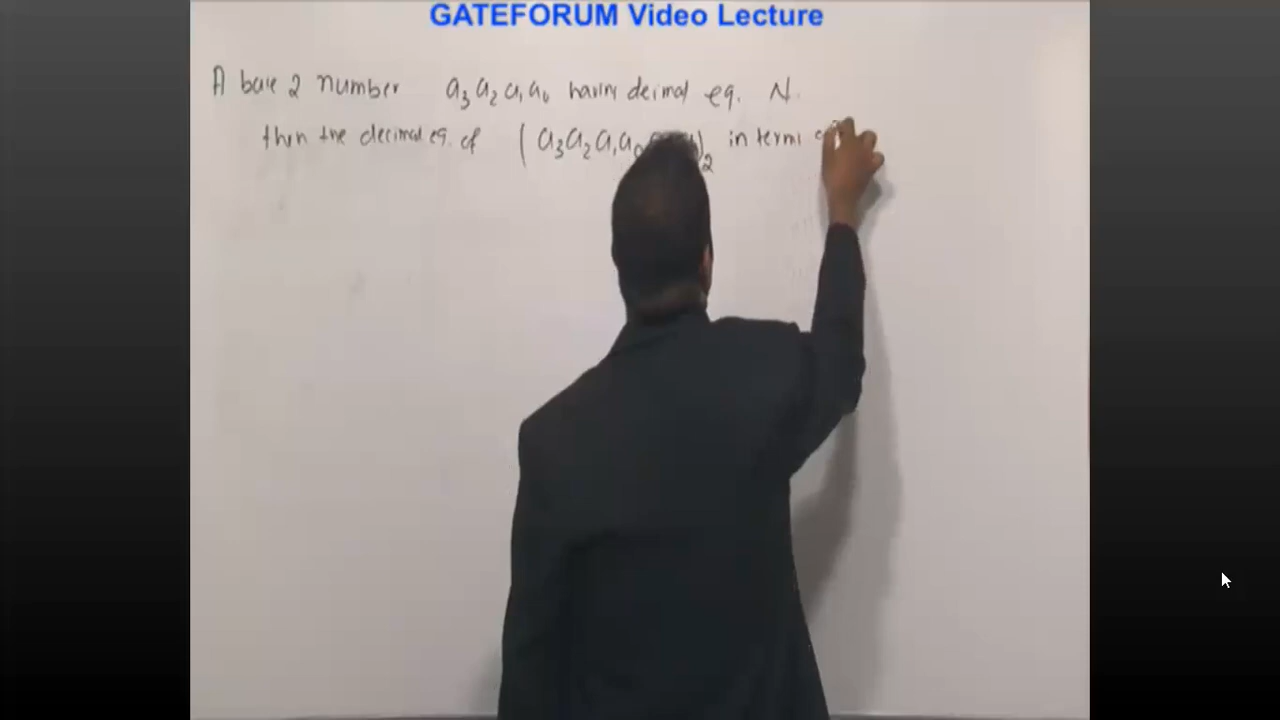 GATEFORUM Video Lecture
A base 2 number a₃a₂a₁a₀ having decimal eq. N.
then the decimal eq. of (a₃a₂a₁a₀ )₂ in terms